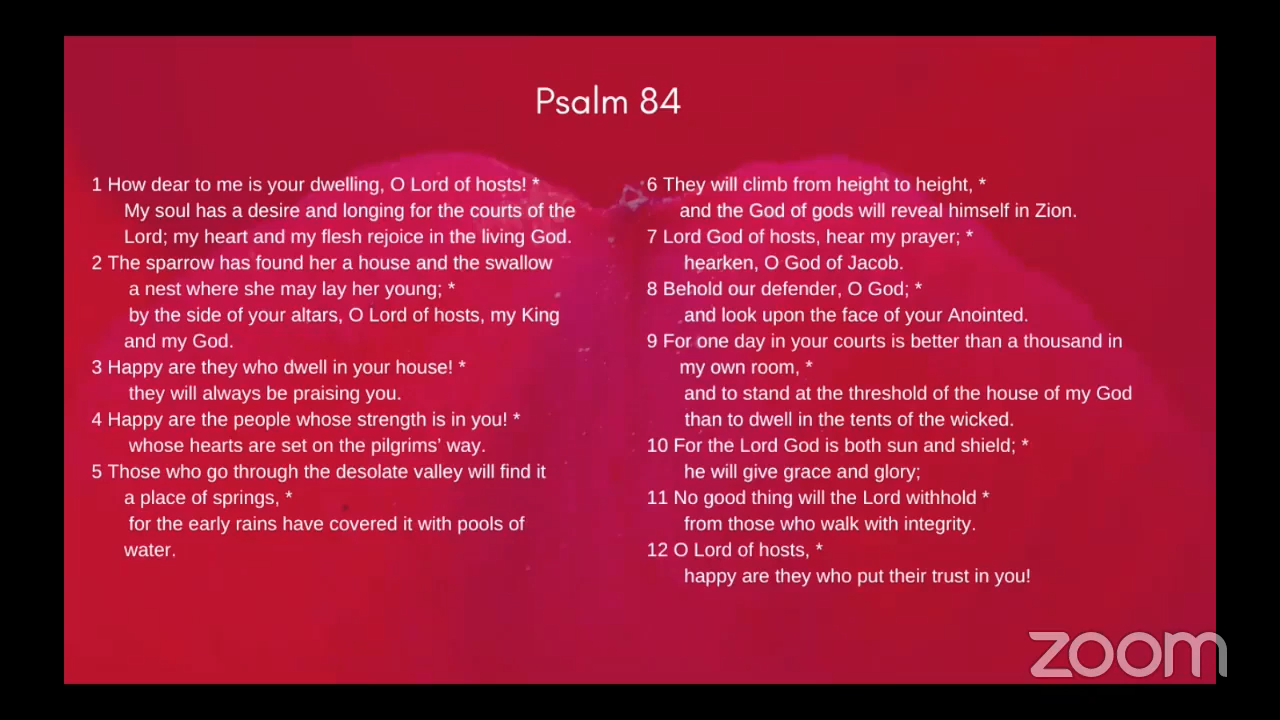 Psalm 84
1 How dear to me is your dwelling, O Lord of hosts! *
My soul has a desire and longing for the courts of the
Lord; my heart and my flesh rejoice in the living God.
2 The sparrow has found her a house and the swallow
a nest where she may lay her young; *
by the side of your altars, O Lord of hosts, my King
and my God.
3 Happy are they who dwell in your house! *
they will always be praising you.
4 Happy are the people whose strength is in you! *
whose hearts are set on the pilgrims’ way.
5 Those who go through the desolate valley will find it
a place of springs, *
for the early rains have covered it with pools of
water.
6 They will climb from height to height, *
and the God of gods will reveal himself in Zion.
7 Lord God of hosts, hear my prayer; *
hearken, O God of Jacob.
8 Behold our defender, O God; *
and look upon the face of your Anointed.
9 For one day in your courts is better than a thousand in
my own room, *
and to stand at the threshold of the house of my God
than to dwell in the tents of the wicked.
10 For the Lord God is both sun and shield; *
he will give grace and glory;
11 No good thing will the Lord withhold *
from those who walk with integrity.
12 O Lord of hosts, *
happy are they who put their trust in you!
zoom